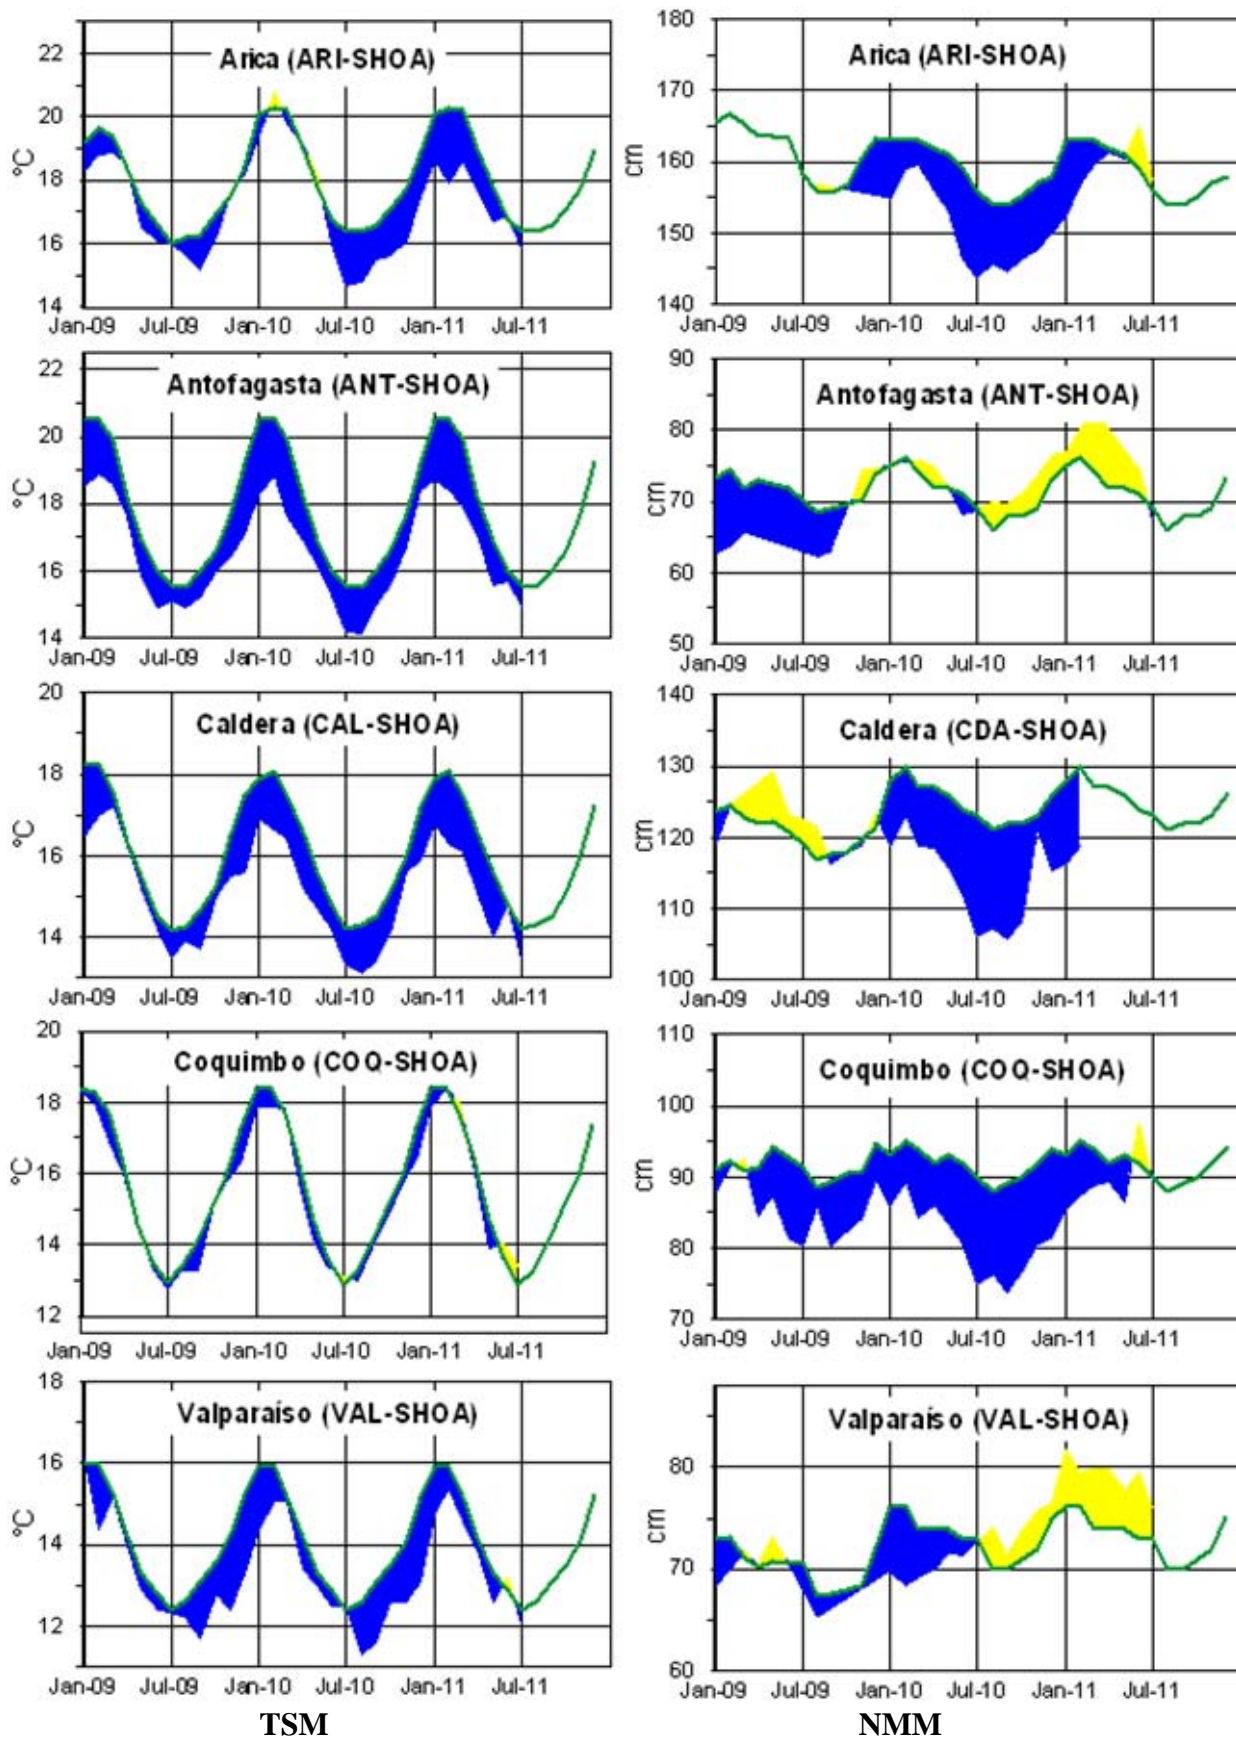 Arica (ARI-SHOA)
°C
22
20
18
16
14
Jan-09 Jul-09 Jan-10 Jul-10 Jan-11 Jul-11
Arica (ARI-SHOA)
cm
180
170
160
150
140
Jan-09 Jul-09 Jan-10 Jul-10 Jan-11 Jul-11
Antofagasta (ANT-SHOA)
°C
22
20
18
16
14
Jan-09 Jul-09 Jan-10 Jul-10 Jan-11 Jul-11
Antofagasta (ANT-SHOA)
cm
90
80
70
60
50
Jan-09 Jul-09 Jan-10 Jul-10 Jan-11 Jul-11
Caldera (CAL-SHOA)
°C
20
18
16
14
Jan-09 Jul-09 Jan-10 Jul-10 Jan-11 Jul-11
Caldera (CDA-SHOA)
cm
140
130
120
110
100
Jan-09 Jul-09 Jan-10 Jul-10 Jan-11 Jul-11
Coquimbo (COQ-SHOA)
°C
20
18
16
14
12
Jan-09 Jul-09 Jan-10 Jul-10 Jan-11 Jul-11
Coquimbo (COQ-SHOA)
cm
110
100
90
80
70
Jan-09 Jul-09 Jan-10 Jul-10 Jan-11 Jul-11
Valparaíso (VAL-SHOA)
°C
18
16
14
12
Jan-09 Jul-09 Jan-10 Jul-10 Jan-11 Jul-11
Valparaíso (VAL-SHOA)
cm
80
70
60
Jan-09 Jul-09 Jan-10 Jul-10 Jan-11 Jul-11
TSM
NMM